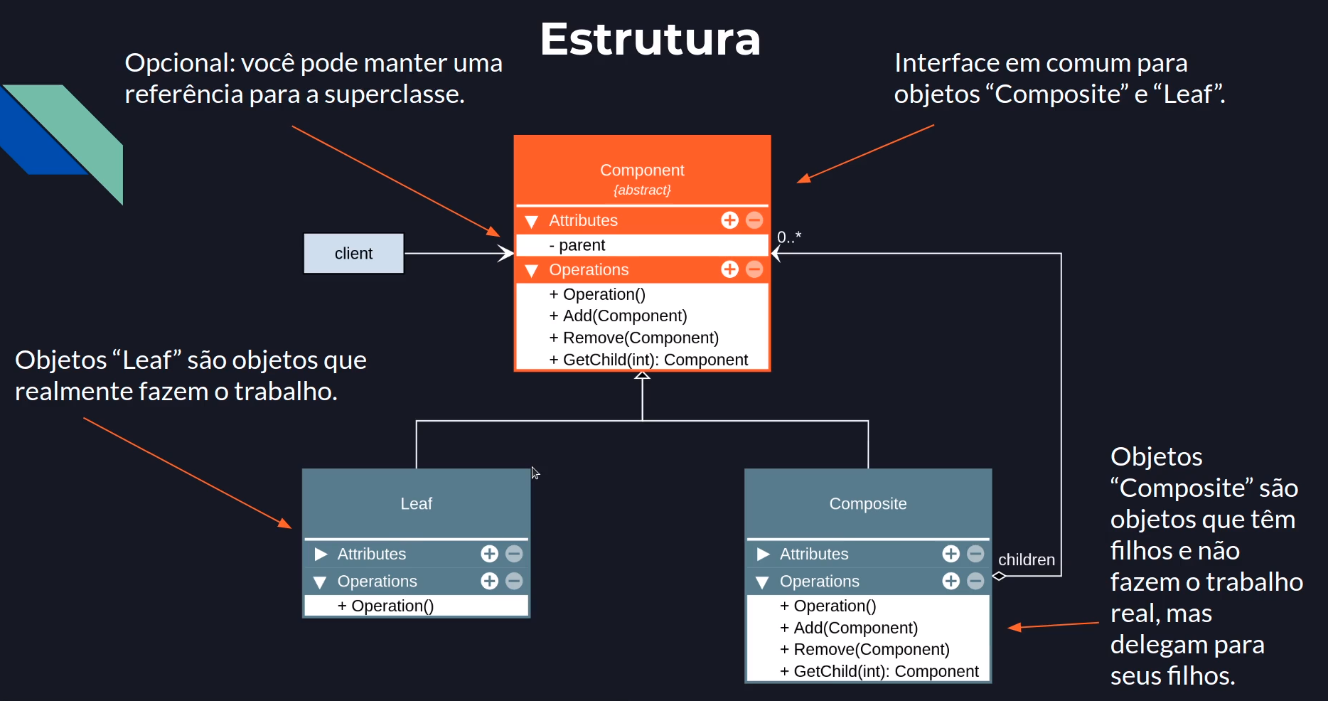 Estrutura
Opcional: você pode manter uma
referência para a superclasse.
Interface em comum para
objetos “Composite” e “Leaf”.
Component
{abstract}
Attributes
- parent
Operations
+ Operation()
+ Add(Component)
+ Remove(Component)
+ GetChild(int): Component
client
0..*
Objetos “Leaf” são objetos que
realmente fazem o trabalho.
Leaf
Attributes
Operations
+ Operation()
Composite
Attributes
Operations
+ Operation()
+ Add(Component)
+ Remove(Component)
+ GetChild(int): Component
children
Objetos
“Composite” são
objetos que têm
filhos e não
fazem o trabalho
real, mas
delegam para
seus filhos.